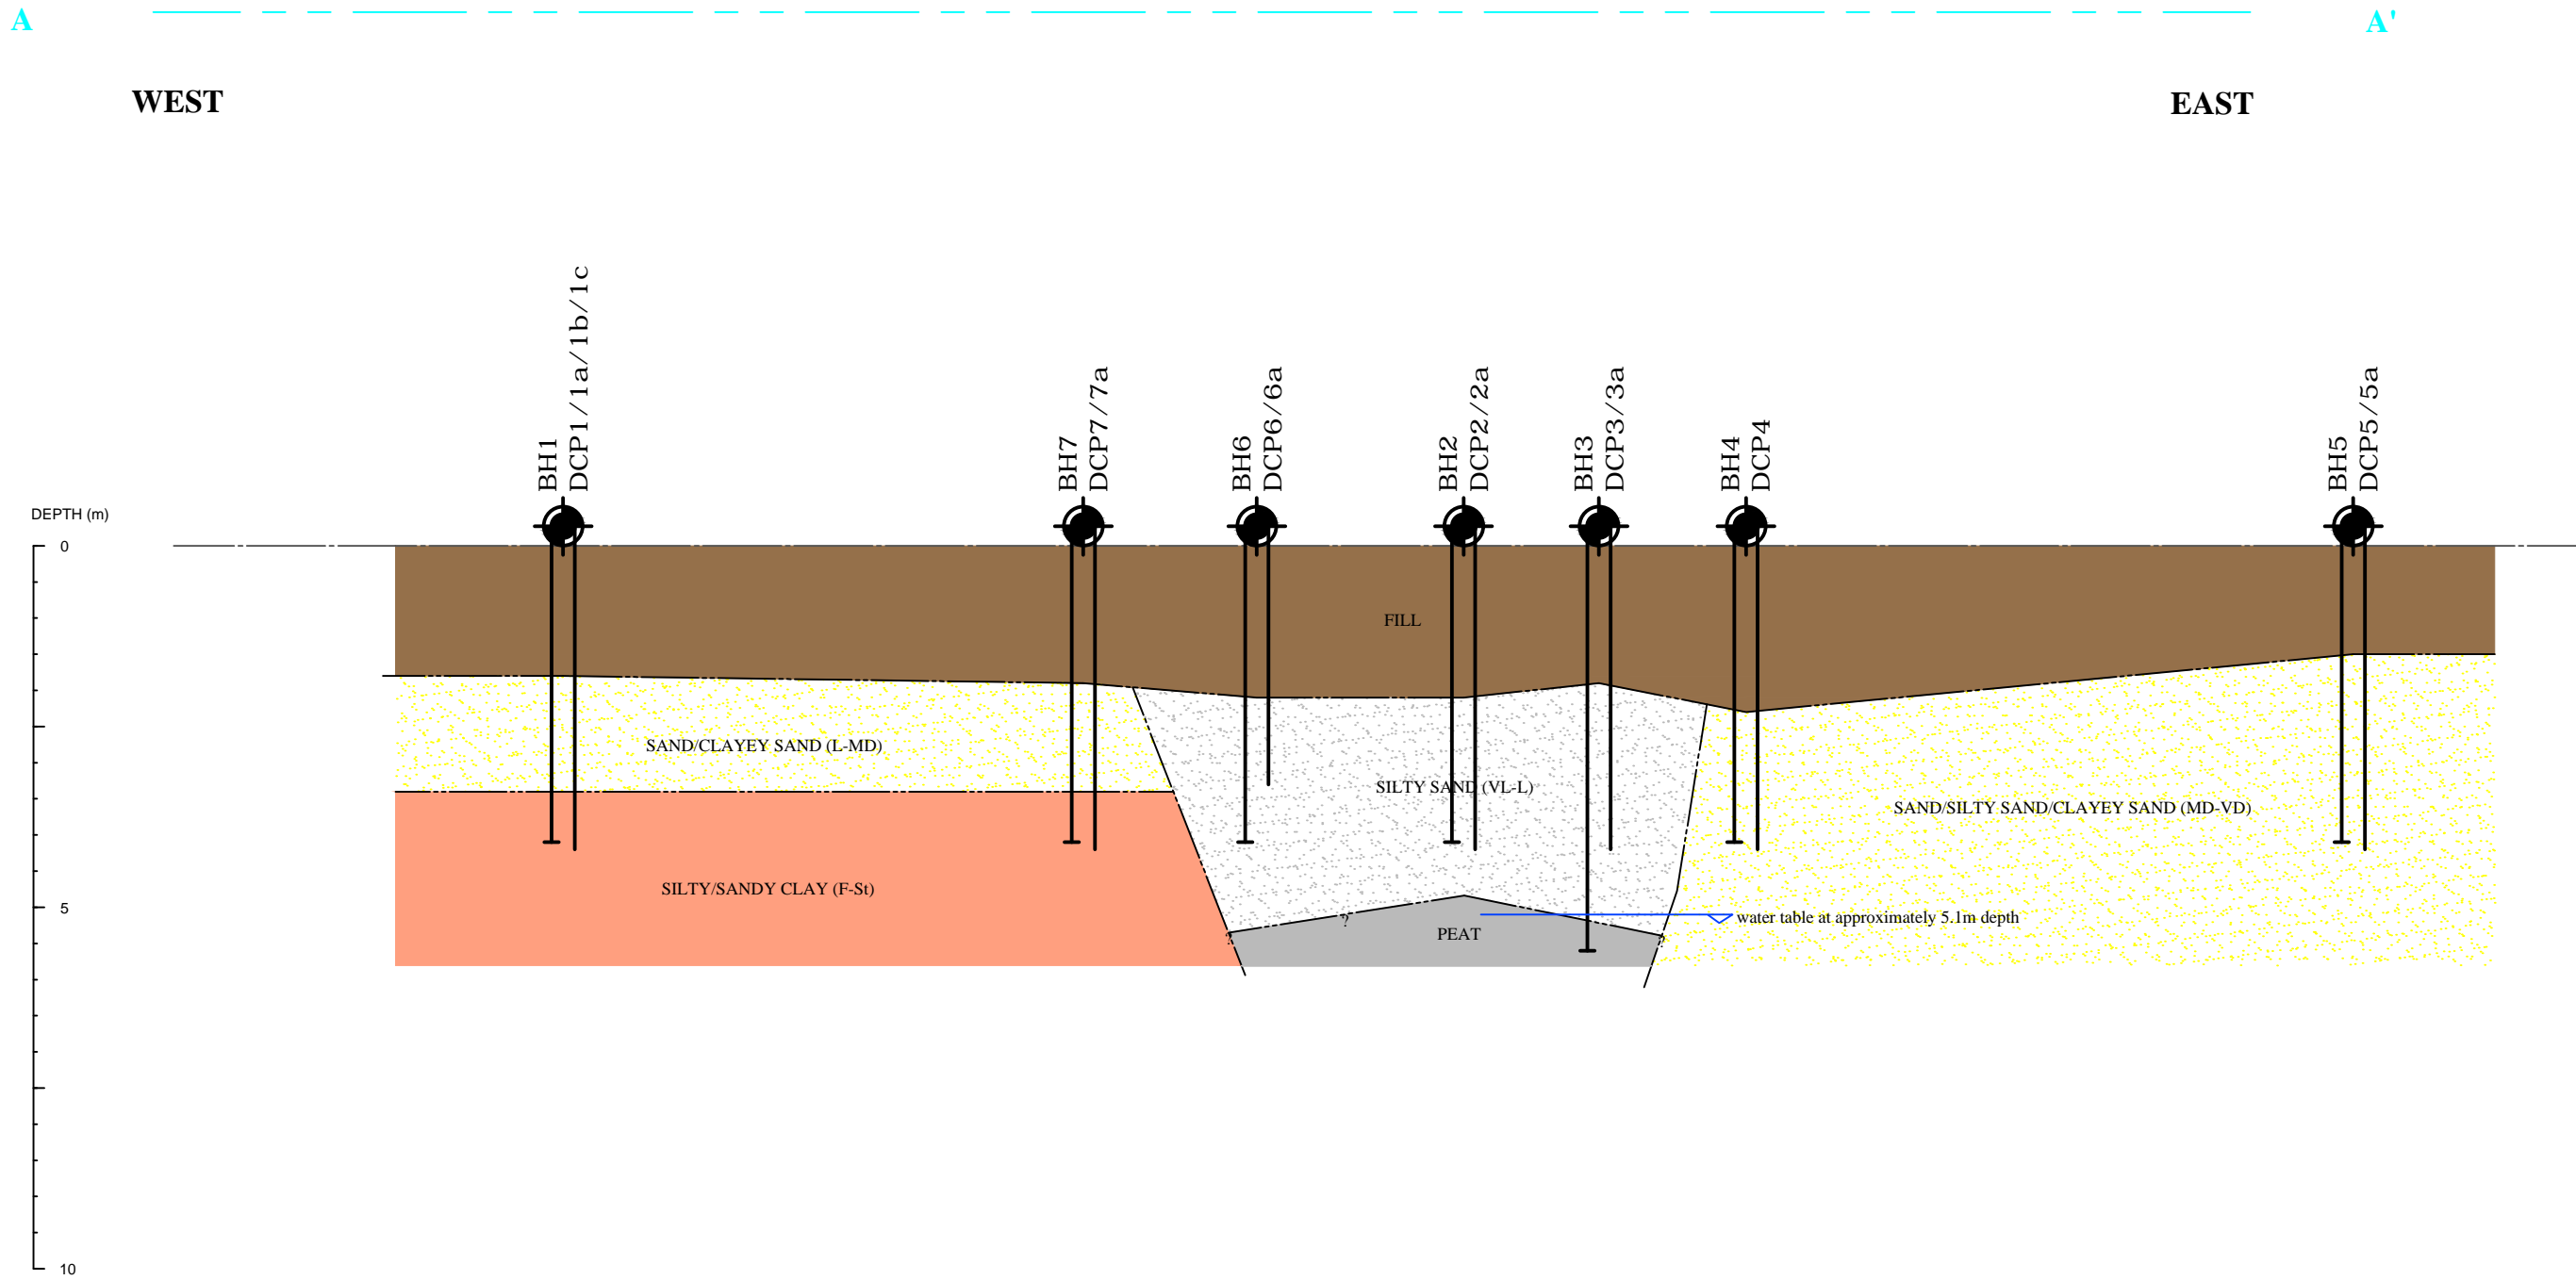 A
A'
WEST
EAST
BH1
DCP1/1a/1b/1c
BH7
DCP7/7a
BH6
DCP6/6a
BH2
DCP2/2a
BH3
DCP3/3a
BH4
DCP4
BH5
DCP5/5a
DEPTH (m)
0
FILL
SAND/CLAYEY SAND (L-MD)
SILTY SAND (VL-L)
SAND/SILTY SAND/CLAYEY SAND (MD-VD)
SILTY/SANDY CLAY (F-St)
5
?
water table at approximately 5.1m depth
?
PEAT
?
10